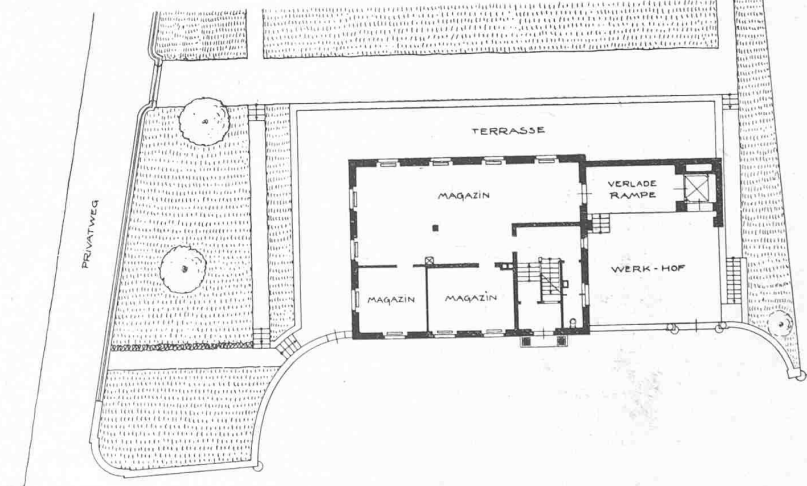 TERRASSE
MAGAZIN
VERLADE
RAMPE
PRIVATWEG
WERK-HOF
MAGAZIN
MAGAZIN